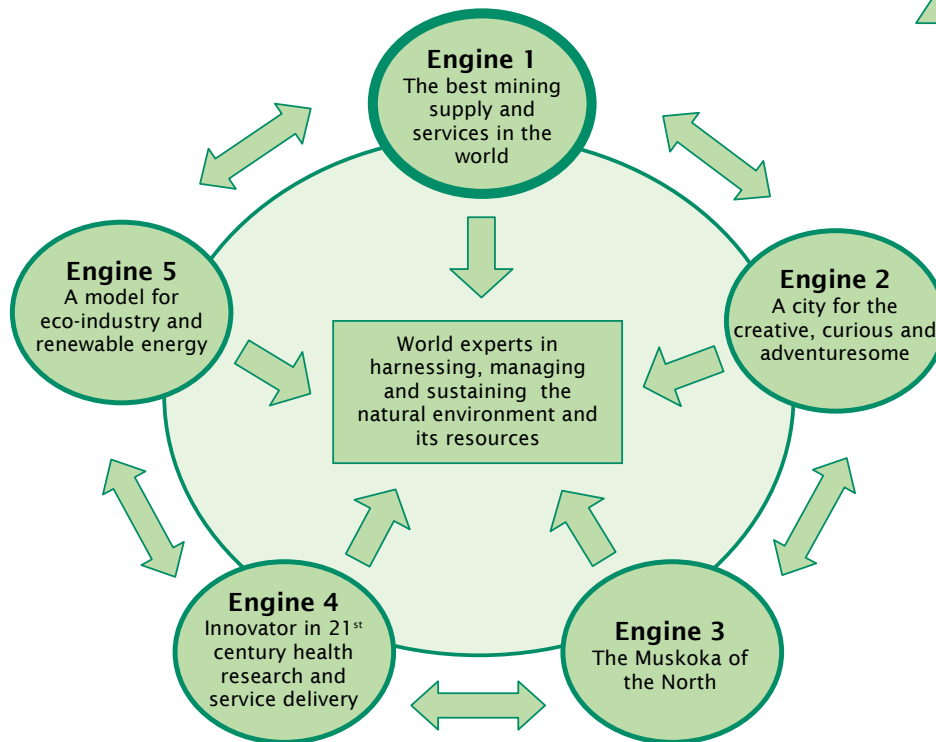 Engine 1
The best mining
supply and
services in the
world
Engine 5
A model for
eco-industry and
renewable energy
Engine 2
A city for the
creative, curious and
adventuresome
World experts in
harnessing, managing
and sustaining the
natural environment and
its resources
Engine 4
Innovator in 21st
century health
research and
service delivery
Engine 3
The Muskoka of
the North